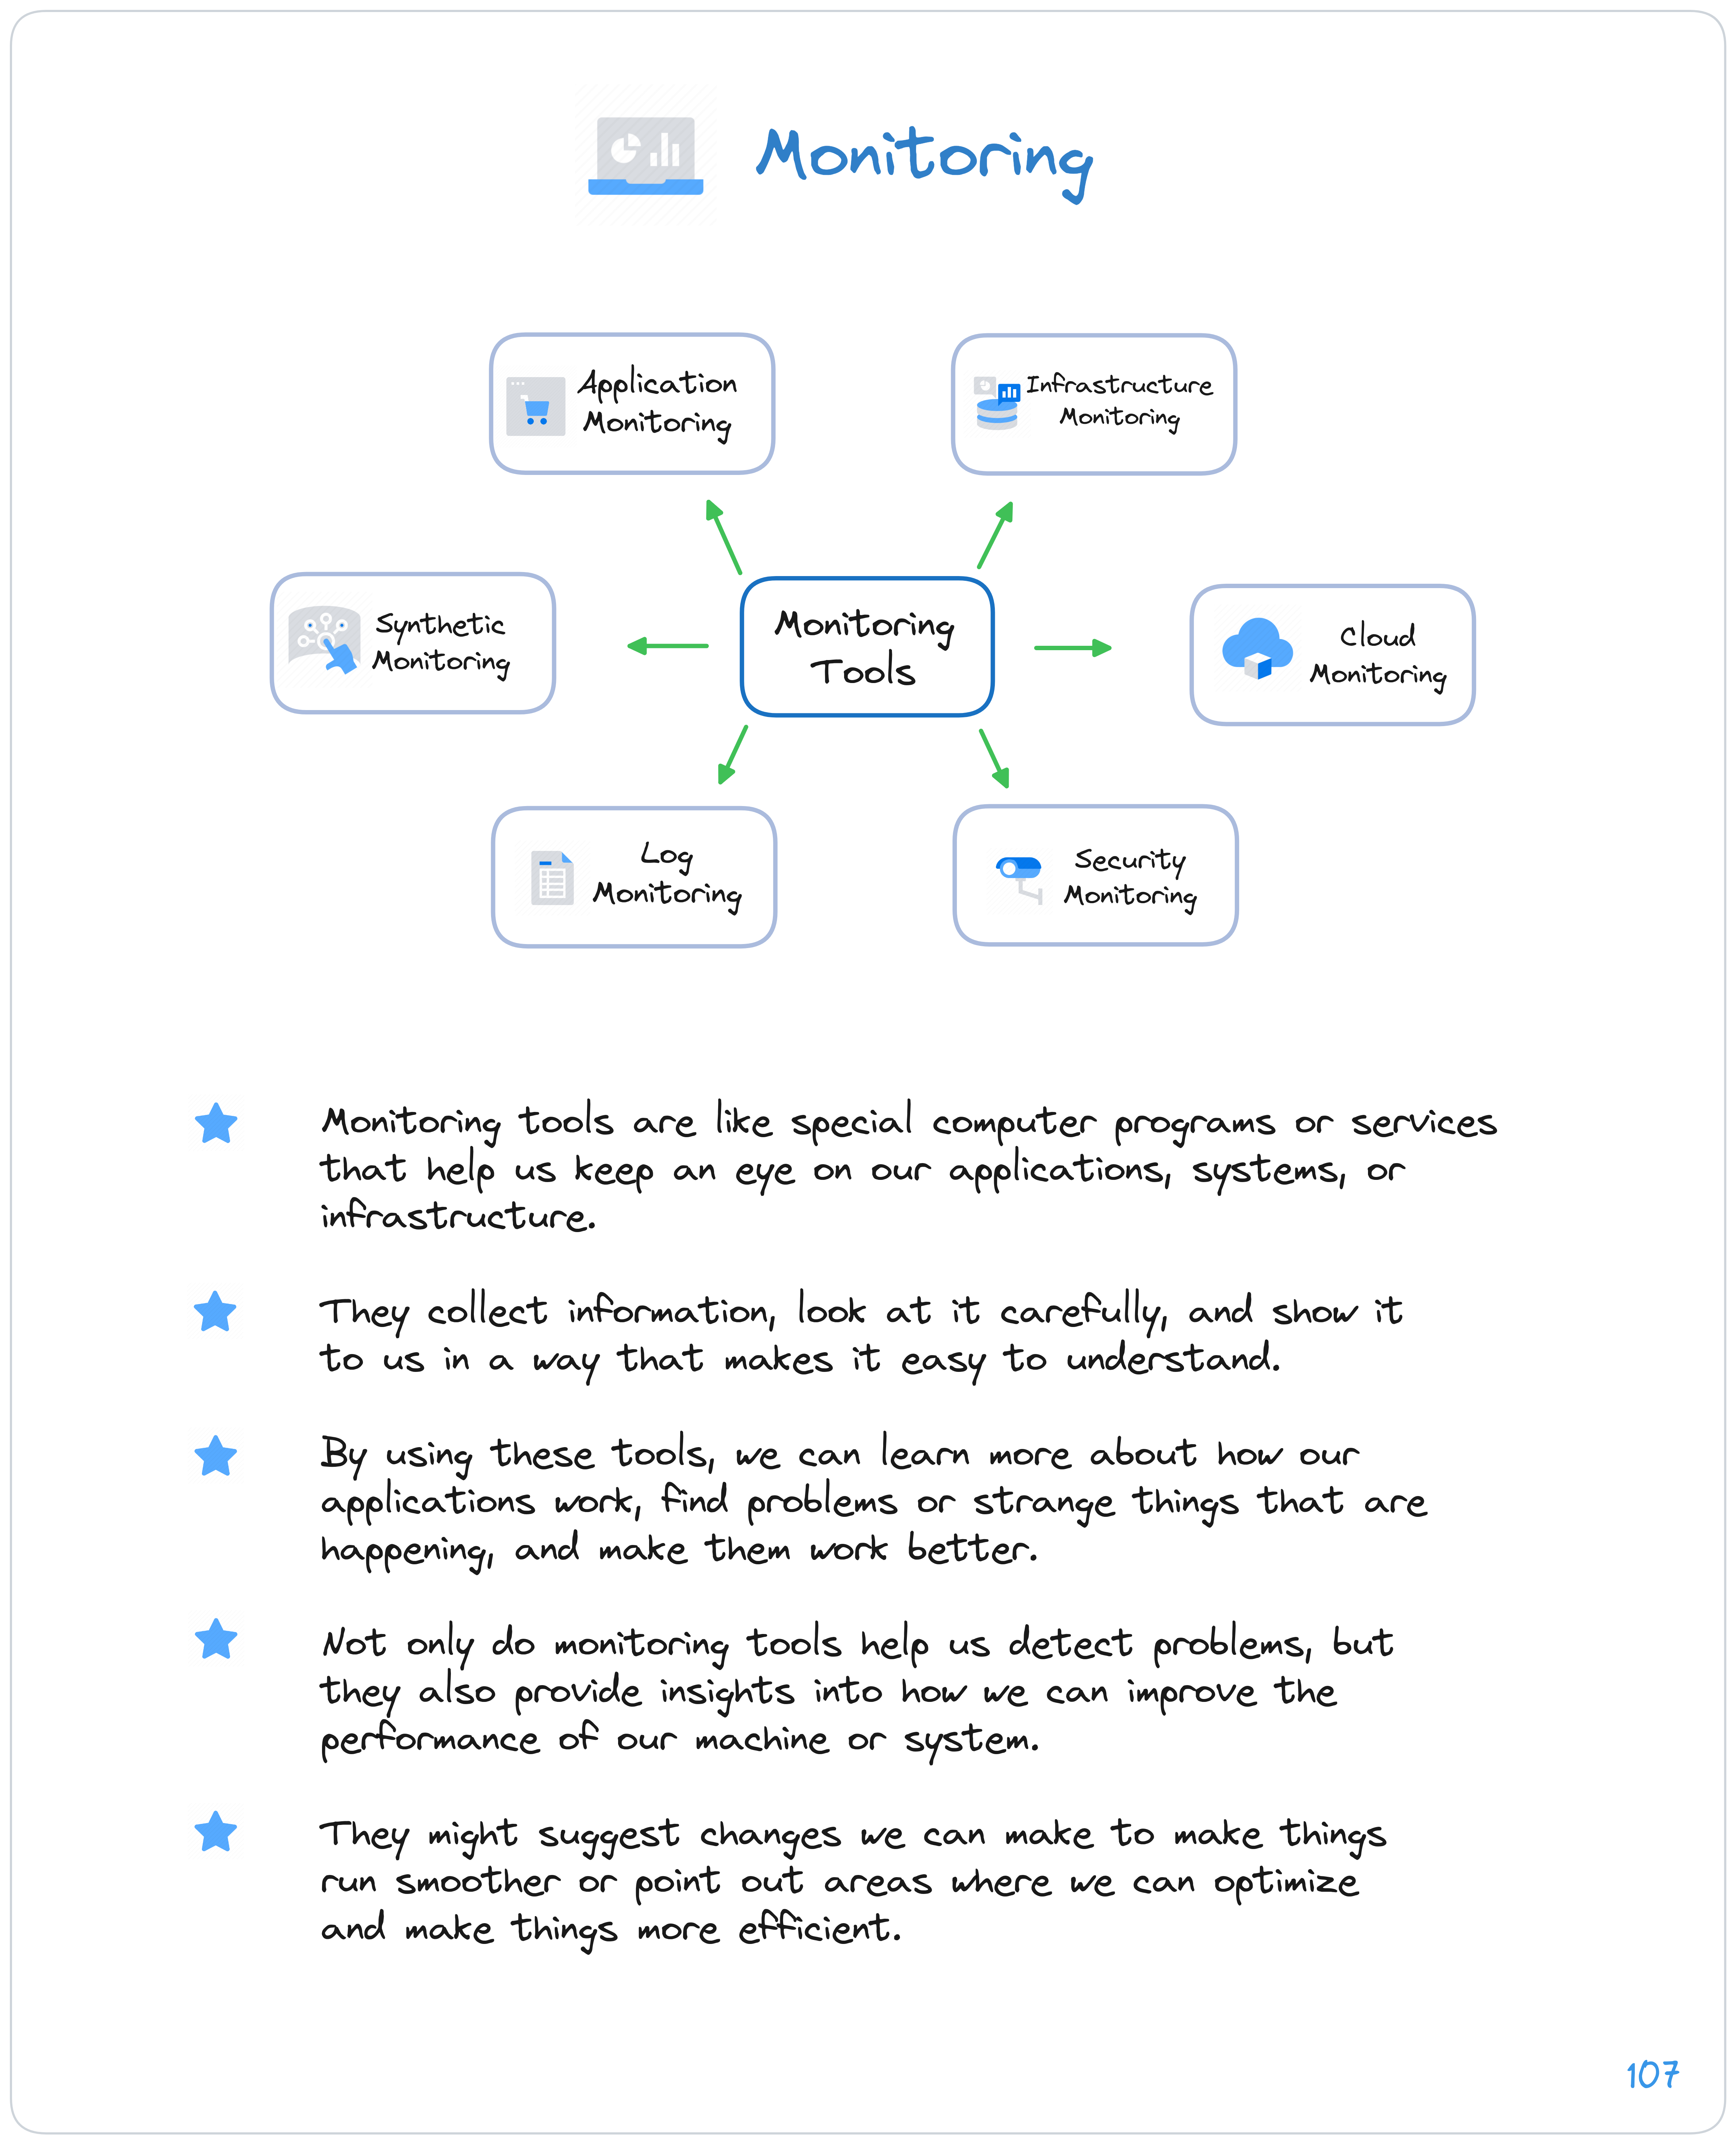 Monitoring
Application
Monitoring
Infrastructure
Monitoring
Synthetic
Monitoring
Monitoring
Tools
Cloud
Monitoring
Log
Monitoring
Security
Monitoring
Monitoring tools are like special computer programs or services
that help us keep an eye on our applications, systems, or
infrastructure.
They collect information, look at it carefully, and show it
to us in a way that makes it easy to understand.
By using these tools, we can learn more about how our
applications work, find problems or strange things that are
happening, and make them work better.
Not only do monitoring tools help us detect problems, but
they also provide insights into how we can improve the
performance of our machine or system.
They might suggest changes we can make to make things
run smoother or point out areas where we can optimize
and make things more efficient.
107